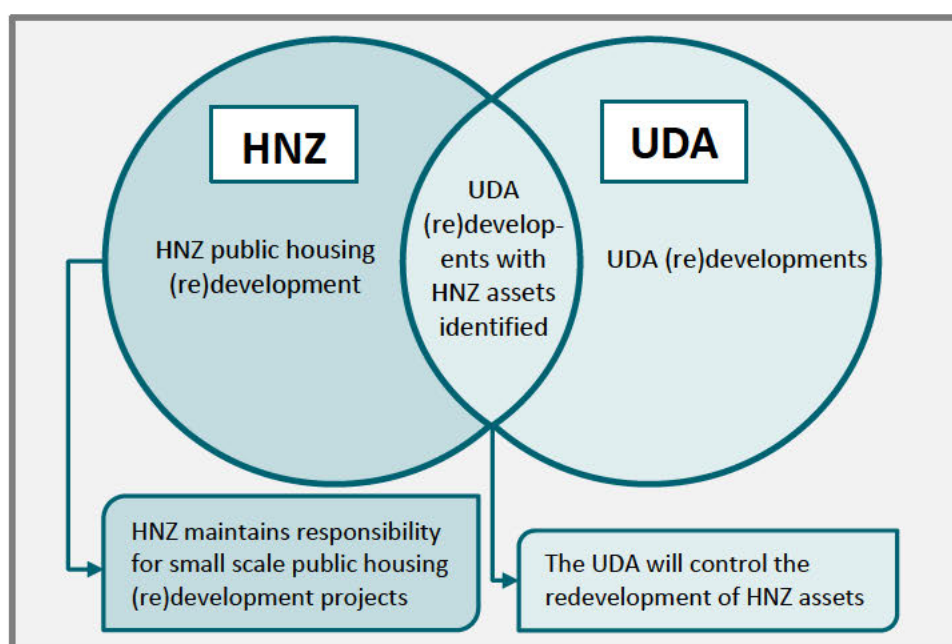 HNZ
HNZ public housing
(re)development
UDA
(re)develop-
ents with
HNZ assets
identified
UDA
UDA (re)developments
HNZ maintains responsibility
for small scale public housing
(re)development projects
The UDA will control the
redevelopment of HNZ assets